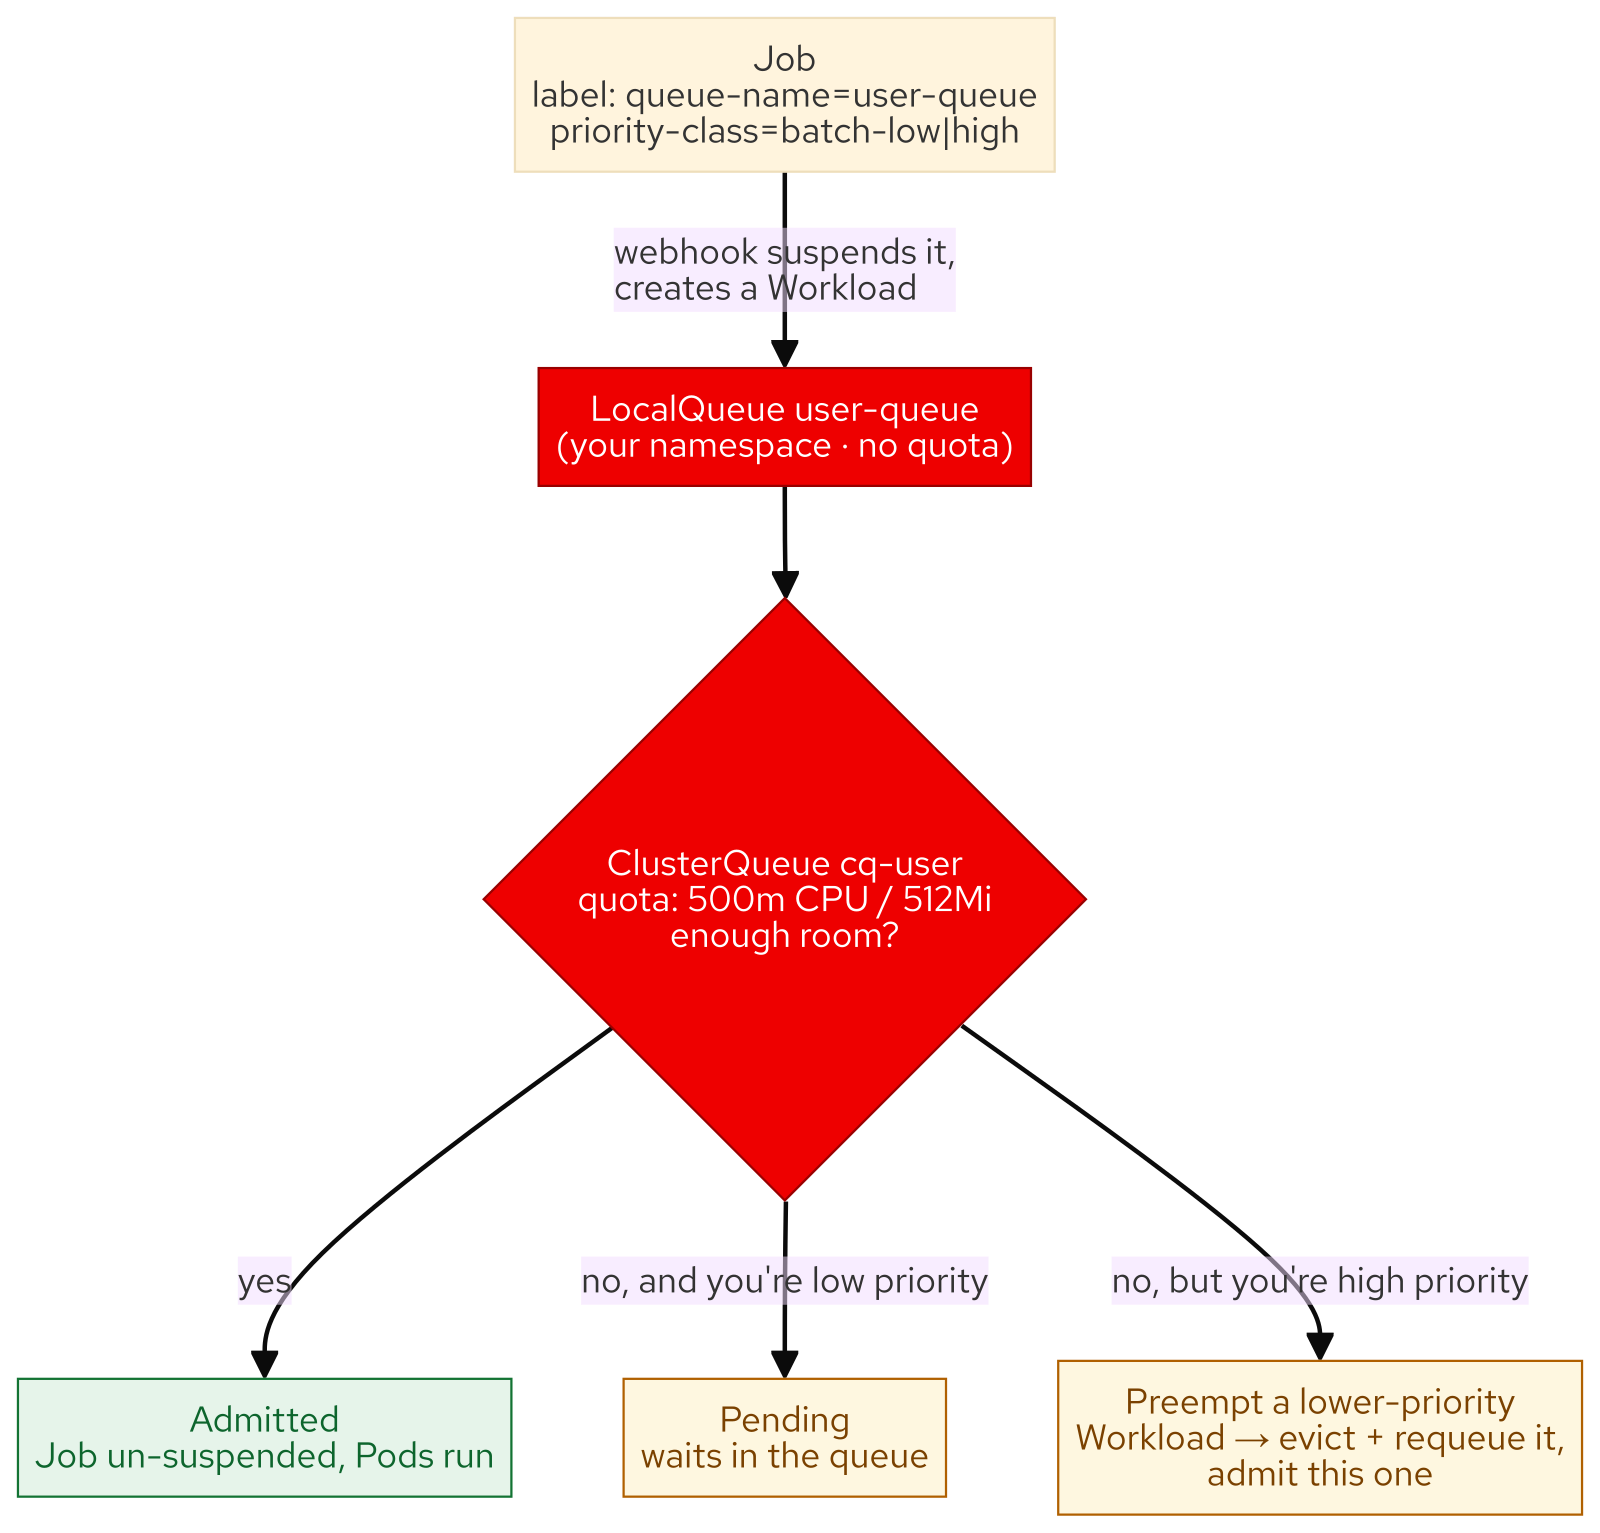 Job
label: queue-name=user-queue
priority-class=batch-low|high
webhook suspends it,
creates a Workload
LocalQueue user-queue
(your namespace · no quota)
ClusterQueue cq-user
quota: 500m CPU / 512Mi
enough room?
yes
no, and you're low priority
no, but you're high priority
Admitted
Job un-suspended, Pods run
Pending
waits in the queue
Preempt a lower-priority
Workload → evict + requeue it,
admit this one